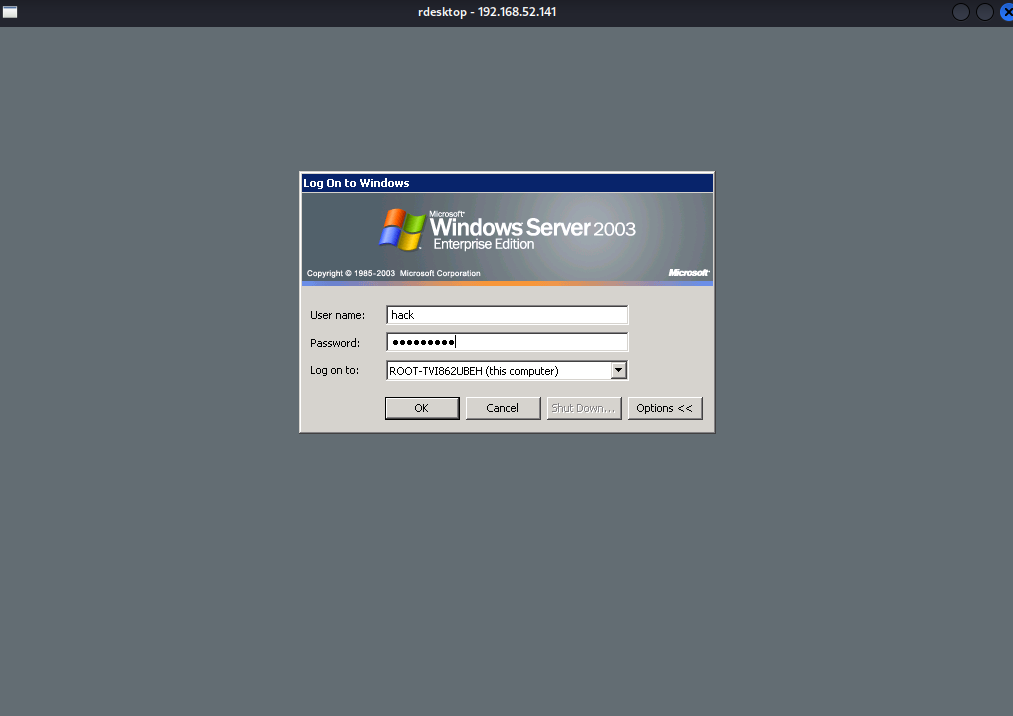 rdesktop - 192.168.52.141
Log On to Windows
Microsoft
Windows Server 2003
Enterprise Edition
Copyright © 1985-2003 Microsoft Corporation
Microsoft
User name: hack
Password: ●●●●●●●●●
Log on to: ROOT-TVI862UBEH (this computer)
OK Cancel Shut Down... Options <<